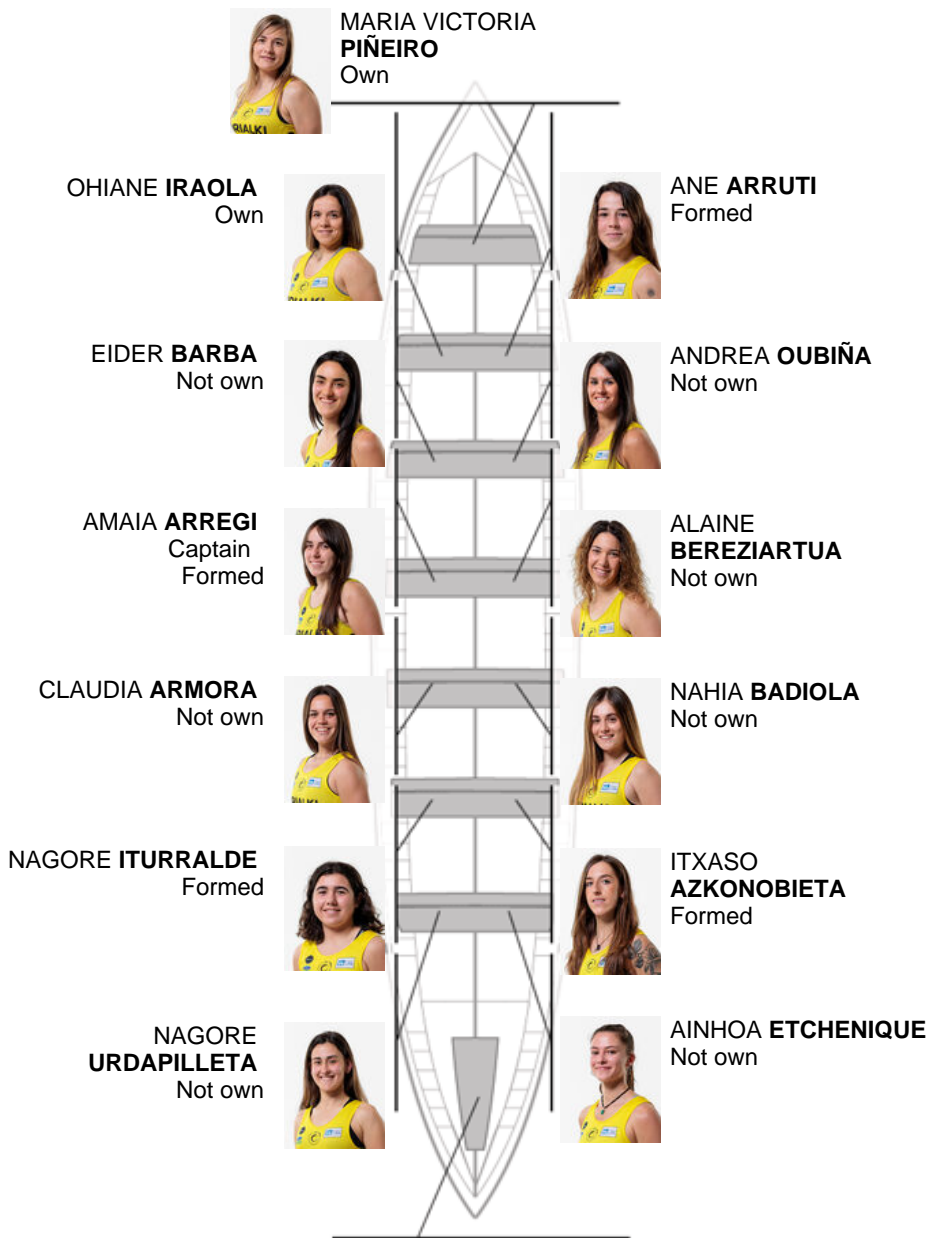 MARIA VICTORIA
PIÑEIRO
Own
OHIANE IRAOLA
Own
ANE ARRUTI
Formed
EIDER BARBA
Not own
ANDREA OUBIÑA
Not own
AMAIA ARREGI
Captain
Formed
ALAINE
BEREZIARTUA
Not own
CLAUDIA ARMORA
Not own
NAHIA BADIOLA
Not own
NAGORE ITURRALDE
Formed
ITXASO
AZKONOBIETA
Formed
NAGORE
URDAPILLETA
Not own
AINHOA ETCHENIQUE
Not own